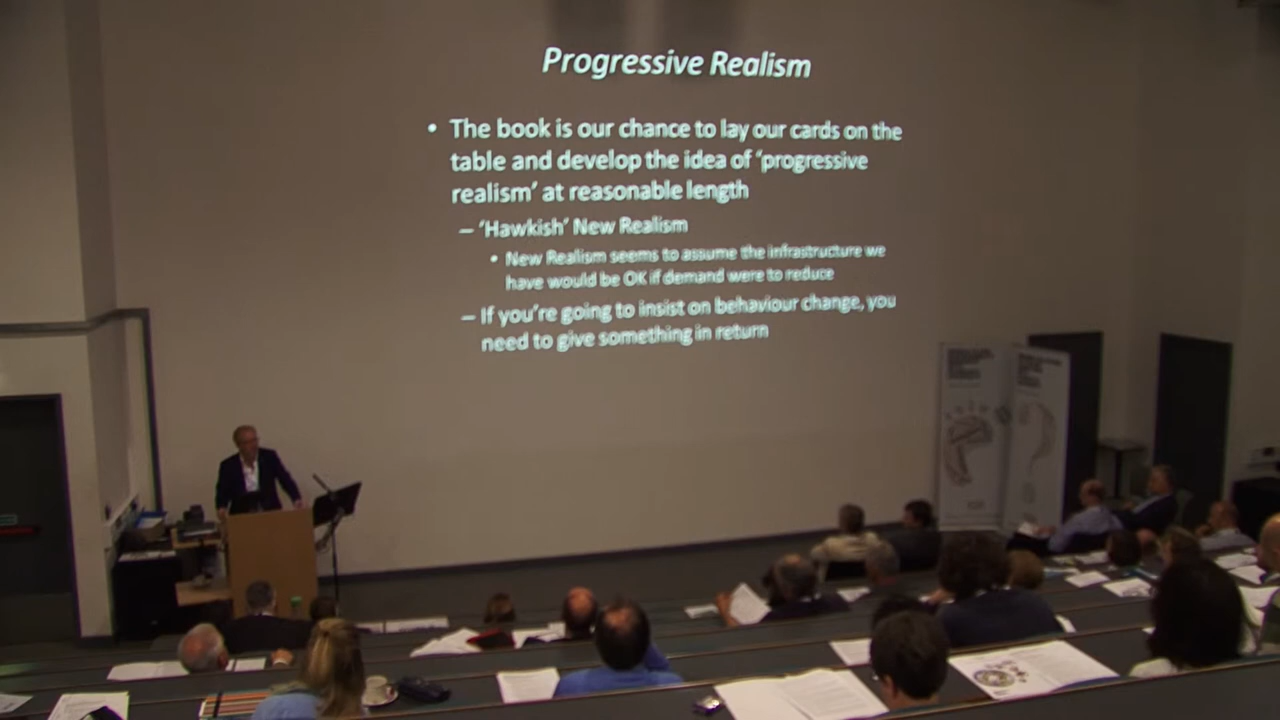 Progressive Realism
• The book is our chance to lay our cards on the
table and develop the idea of ‘progressive
realism’ at reasonable length
– ‘Hawkish’ New Realism
• New Realism seems to assume the infrastructure we
have would be OK if demand were to reduce
– If you’re going to insist on behaviour change, you
need to give something in return